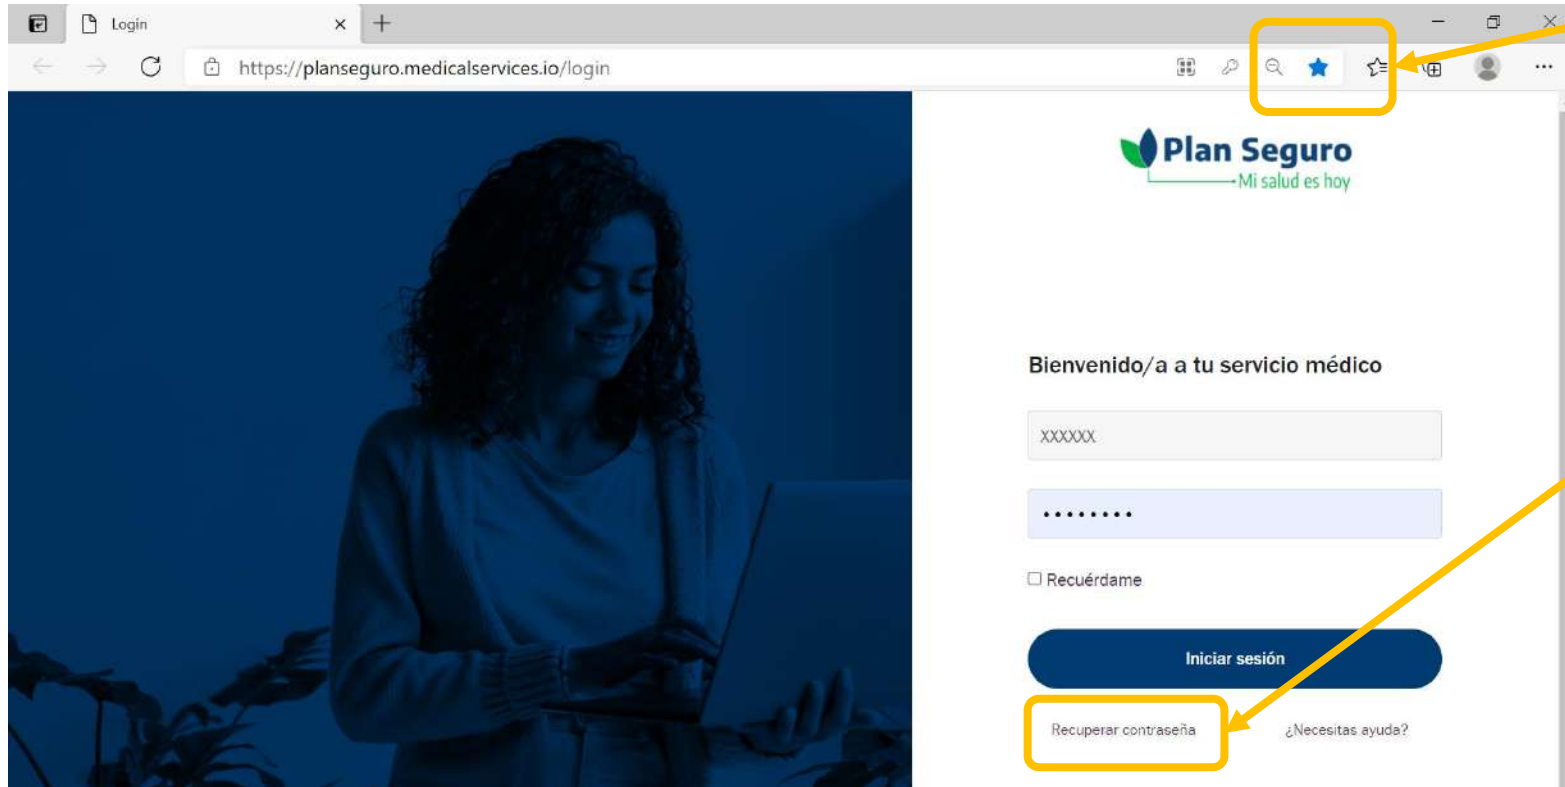 Login
https://planseguro.medicalservices.io/login
Plan Seguro
Mi salud es hoy
Bienvenido/a a tu servicio médico
XXXXXX
••••••••
Recuérdame
Iniciar sesión
Recuperar contraseña
¿Necesitas ayuda?